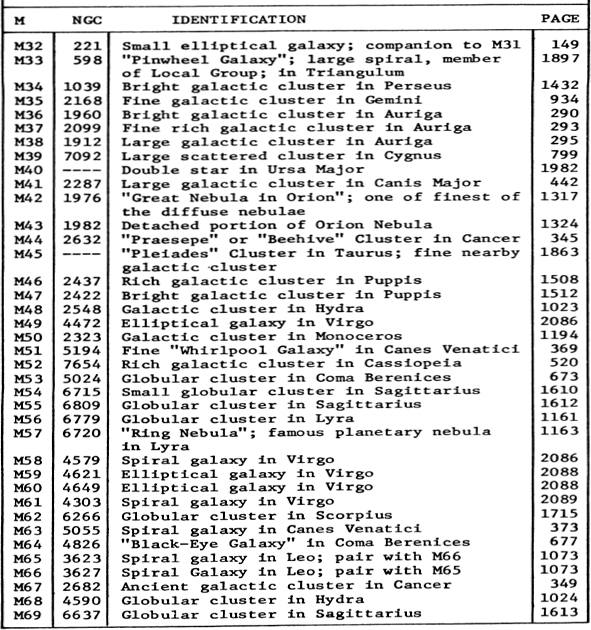 M NGC IDENTIFICATION PAGE
M32 221 Small elliptical galaxy; companion to M31 149
M33 598 "Pinwheel Galaxy"; large spiral, member 1897
of Local Group; in Triangulum
M34 1039 Bright galactic cluster in Perseus 1432
M35 2168 Fine galactic cluster in Gemini 934
M36 1960 Bright galactic cluster in Auriga 290
M37 2099 Fine rich galactic cluster in Auriga 293
M38 1912 Large galactic cluster in Auriga 295
M39 7092 Large scattered cluster in Cygnus 799
M40 ---- Double star in Ursa Major 1982
M41 2287 Large galactic cluster in Canis Major 442
M42 1976 "Great Nebula in Orion"; one of finest of 1317
the diffuse nebulae
M43 1982 Detached portion of Orion Nebula 1324
M44 2632 "Praesepe" or "Beehive" Cluster in Cancer 345
M45 ---- "Pleiades" Cluster in Taurus; fine nearby 1863
galactic cluster
M46 2437 Rich galactic cluster in Puppis 1508
M47 2422 Bright galactic cluster in Puppis 1512
M48 2548 Galactic cluster in Hydra 1023
M49 4472 Elliptical galaxy in Virgo 2086
M50 2323 Galactic cluster in Monoceros 1194
M51 5194 Fine "Whirlpool Galaxy" in Canes Venatici 369
M52 7654 Rich galactic cluster in Cassiopeia 520
M53 5024 Globular cluster in Coma Berenices 673
M54 6715 Small globular cluster in Sagittarius 1610
M55 6809 Globular cluster in Sagittarius 1612
M56 6779 Globular cluster in Lyra 1161
M57 6720 "Ring Nebula"; famous planetary nebula 1163
in Lyra
M58 4579 Spiral galaxy in Virgo 2086
M59 4621 Elliptical galaxy in Virgo 2088
M60 4649 Elliptical galaxy in Virgo 2088
M61 4303 Spiral galaxy in Virgo 2089
M62 6266 Globular cluster in Scorpius 1715
M63 5055 Spiral galaxy in Canes Venatici 373
M64 4826 "Black-Eye Galaxy" in Coma Berenices 677
M65 3623 Spiral galaxy in Leo; pair with M66 1073
M66 3627 Spiral Galaxy in Leo; pair with M65 1073
M67 2682 Ancient galactic cluster in Cancer 349
M68 4590 Globular cluster in Hydra 1024
M69 6637 Globular cluster in Sagittarius 1613